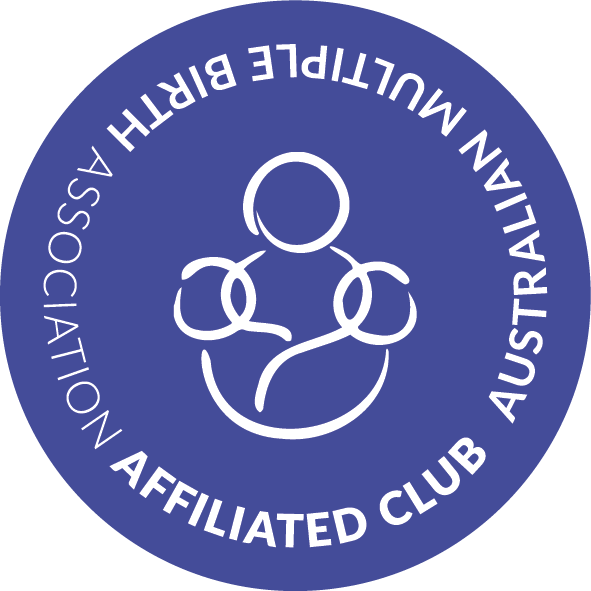 AUSTRALIAN MULTIPLE BIRTH ASSOCIATION
AFFILIATED CLUB